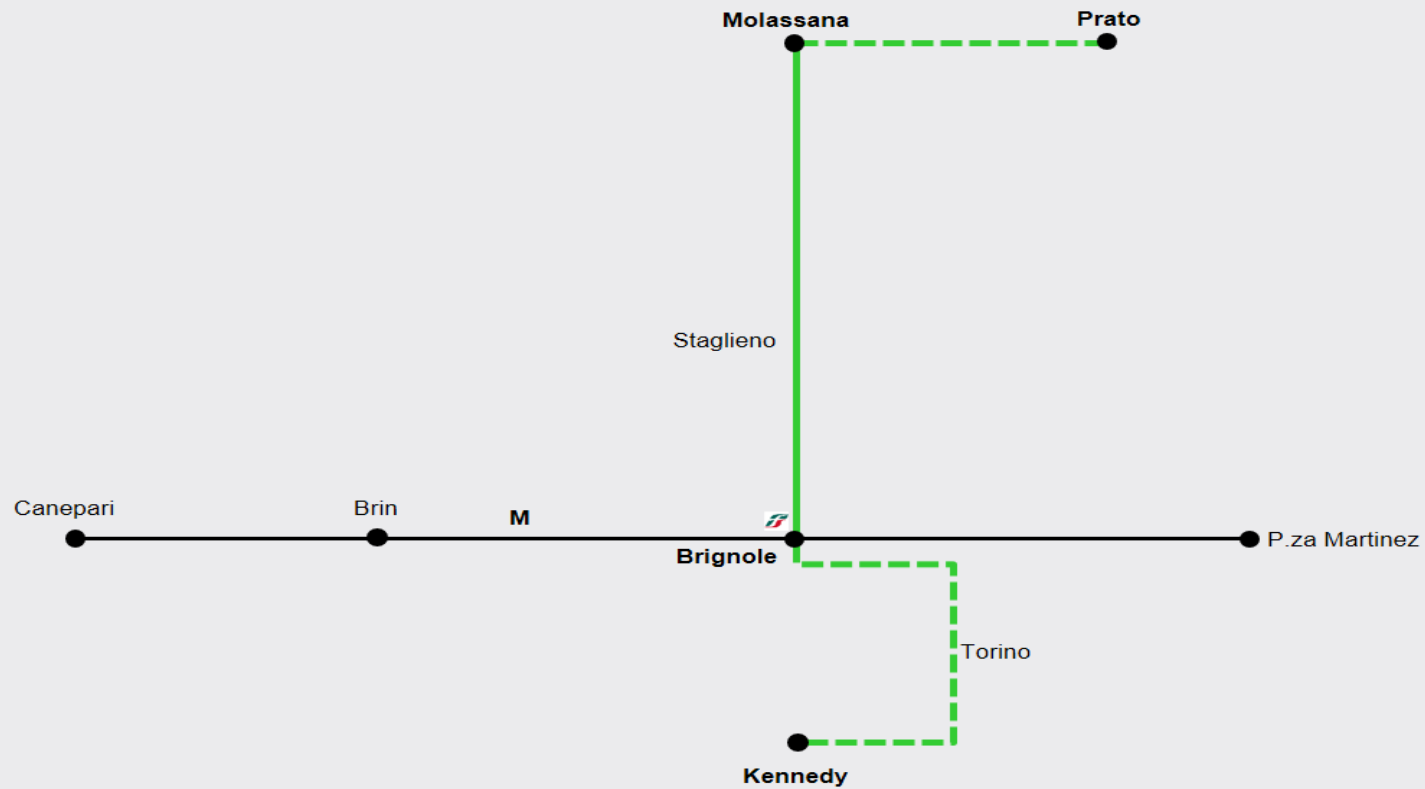 Molassana
Prato
Staglieno
Canepari
Brin
M
Brignole
P.za Martinez
Torino
Kennedy